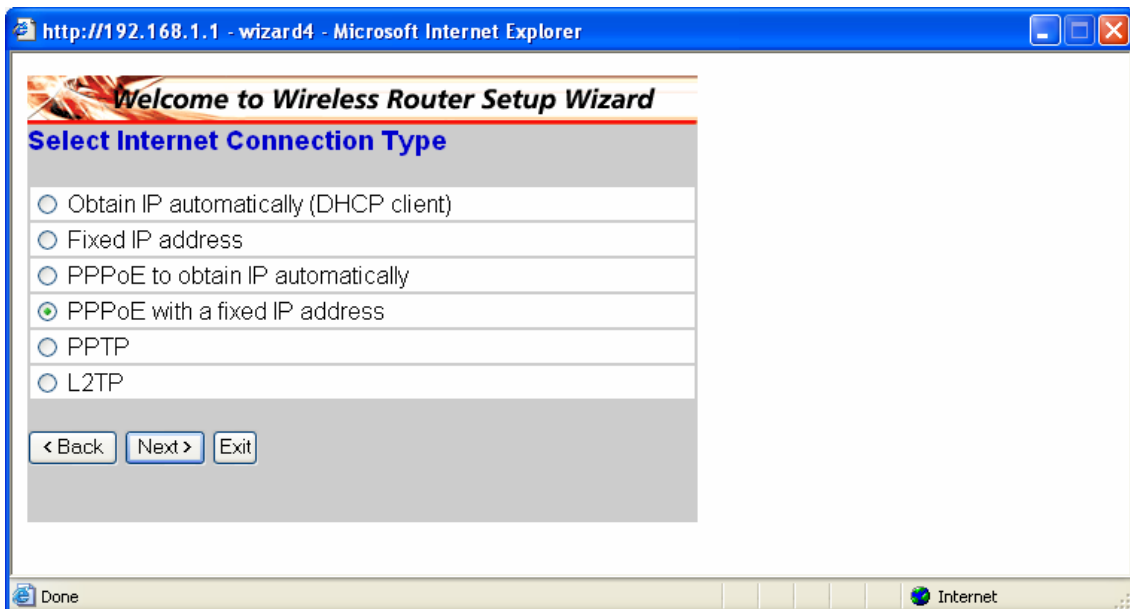 http://192.168.1.1 - wizard4 - Microsoft Internet Explorer
Welcome to Wireless Router Setup Wizard
Select Internet Connection Type
Obtain IP automatically (DHCP client)
Fixed IP address
PPPoE to obtain IP automatically
PPPoE with a fixed IP address
PPTP
L2TP
< Back Next > Exit
Done Internet